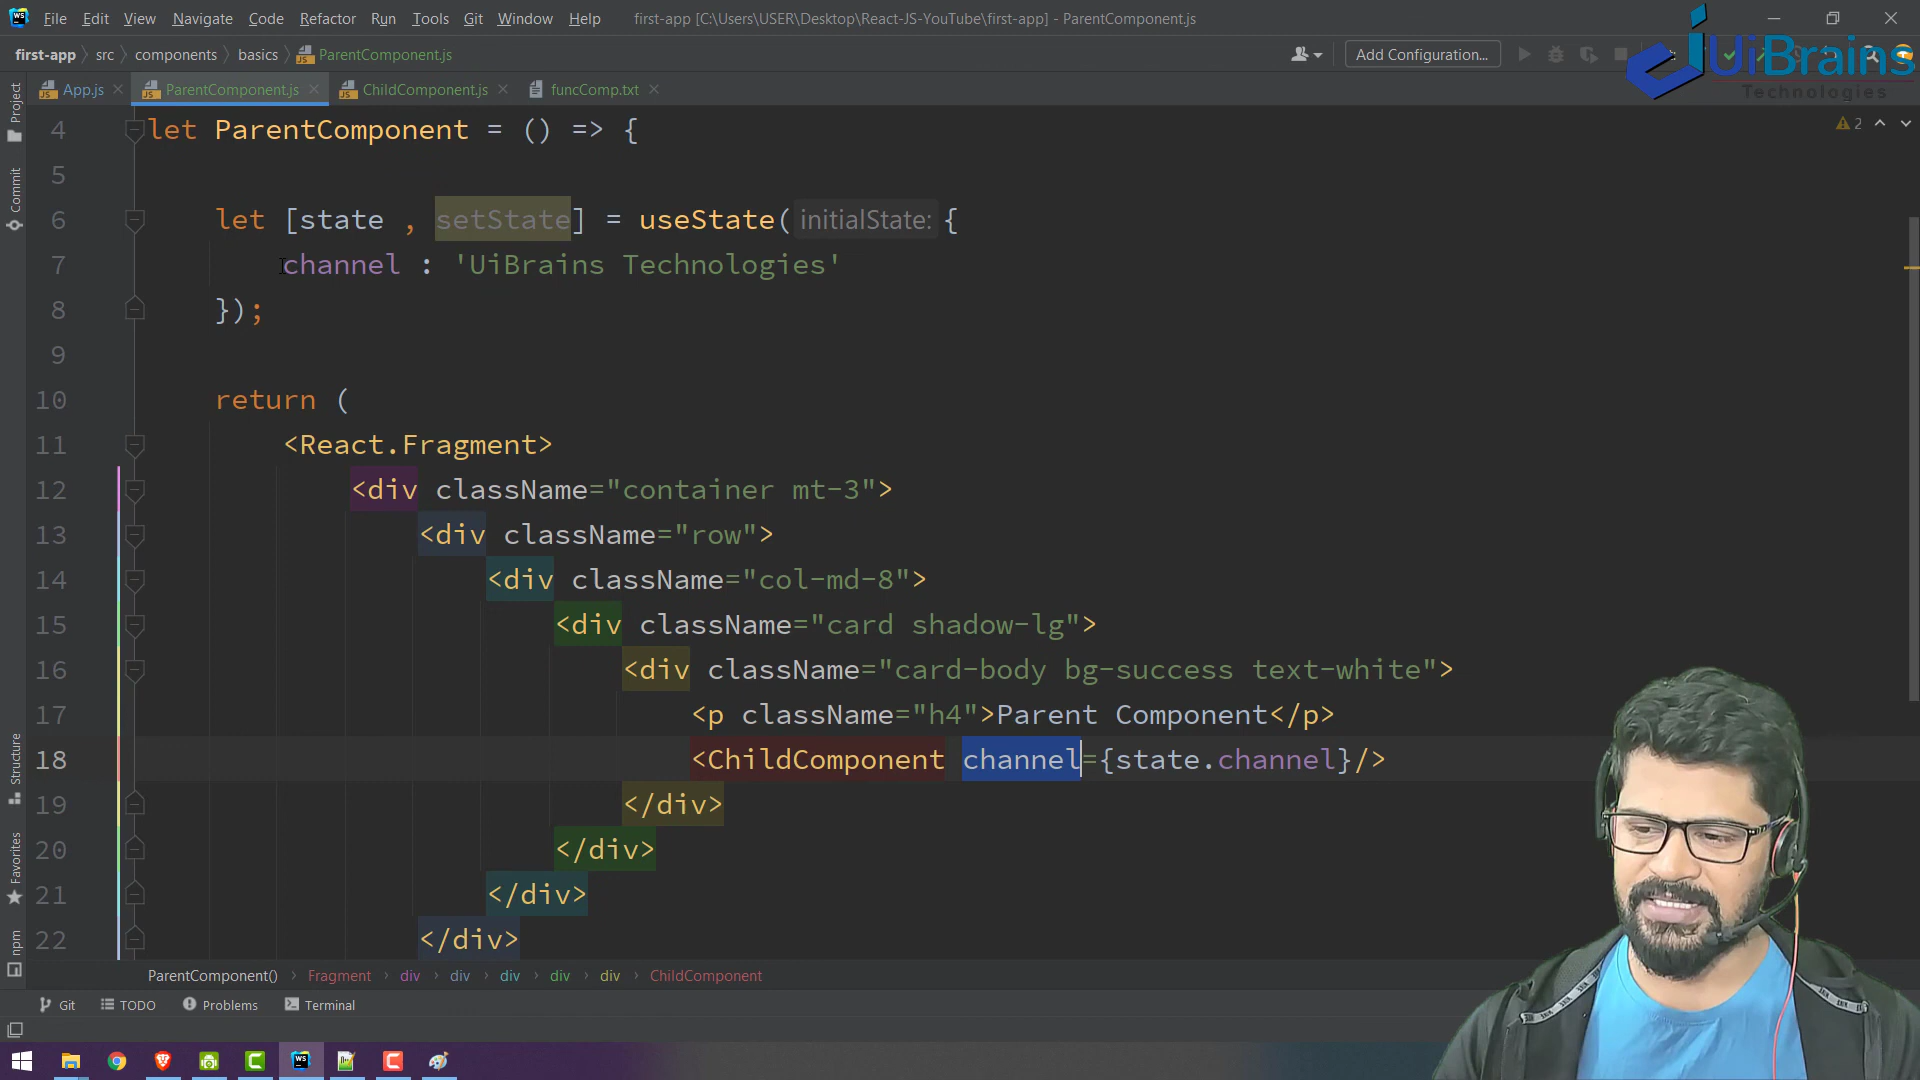 File Edit View Navigate Code Refactor Run Tools Git Window Help first-app [C:\Users\USER\Desktop\React-JS-YouTube\first-app] - ParentComponent.js
first-app src components basics ParentComponent.js Add Configuration...
UiBrains
Technologies
App.js ParentComponent.js ChildComponent.js funcComp.txt
Project
Commit
Structure
Favorites
npm
2
4 let ParentComponent = () => {
5
6 let [state , setState] = useState( initialState: {
7 channel : 'UiBrains Technologies'
8 });
9
10 return (
11 <React.Fragment>
12 <div className="container mt-3">
13 <div className="row">
14 <div className="col-md-8">
15 <div className="card shadow-lg">
16 <div className="card-body bg-success text-white">
17 <p className="h4">Parent Component</p>
18 <ChildComponent channel={state.channel}/>
19 </div>
20 </div>
21 </div>
22 </div>
ParentComponent() Fragment div div div div div ChildComponent
Git TODO Problems Terminal